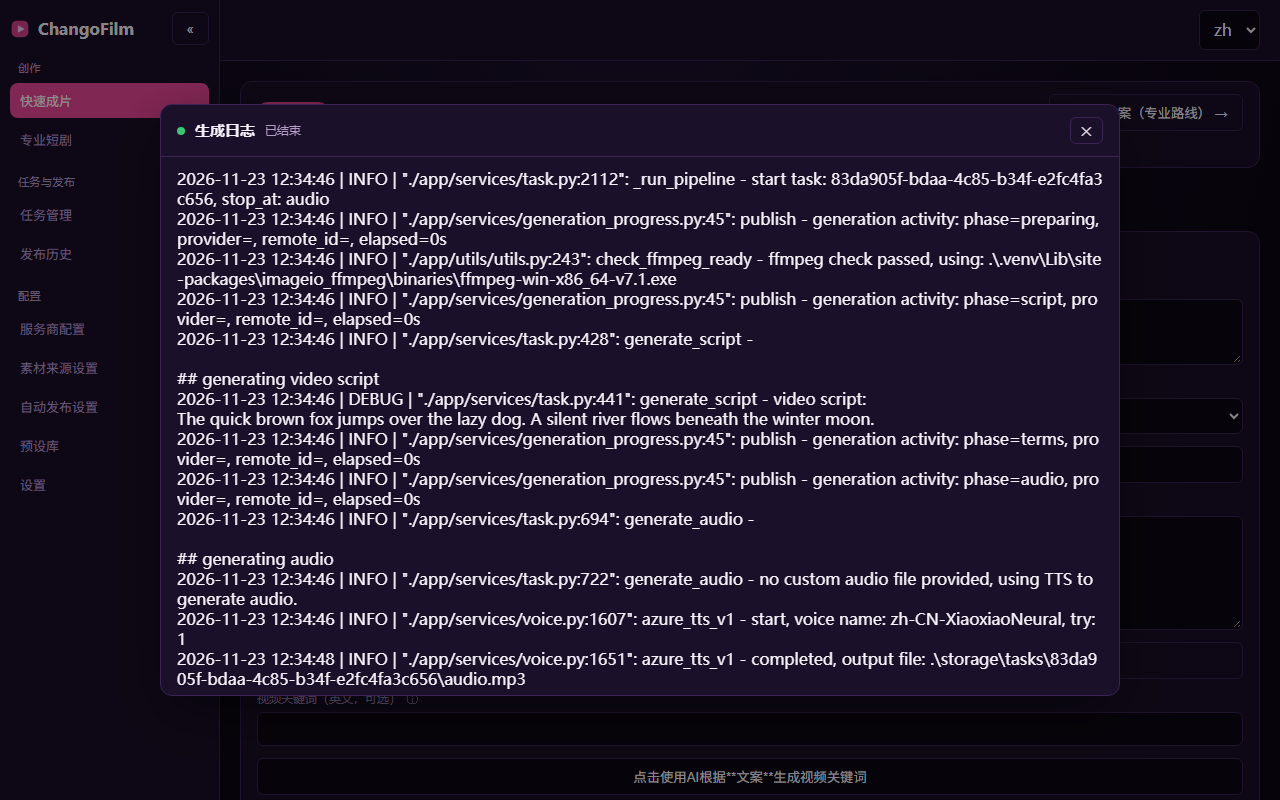 ChangoFilm
«
zh
创作
快速成片
专业短剧
任务与发布
任务管理
发布历史
配置
服务商配置
素材来源设置
自动发布设置
预设库
设置
案（专业路线） →
生成日志 已结束
×
2026-11-23 12:34:46 | INFO | "./app/services/task.py:2112": _run_pipeline - start task: 83da905f-bdaa-4c85-b34f-e2fc4fa3
c656, stop_at: audio
2026-11-23 12:34:46 | INFO | "./app/services/generation_progress.py:45": publish - generation activity: phase=preparing,
provider=, remote_id=, elapsed=0s
2026-11-23 12:34:46 | INFO | "./app/utils/utils.py:243": check_ffmpeg_ready - ffmpeg check passed, using: .\.venv\Lib\site
-packages\imageio_ffmpeg\binaries\ffmpeg-win-x86_64-v7.1.exe
2026-11-23 12:34:46 | INFO | "./app/services/generation_progress.py:45": publish - generation activity: phase=script, pro
vider=, remote_id=, elapsed=0s
2026-11-23 12:34:46 | INFO | "./app/services/task.py:428": generate_script -
## generating video script
2026-11-23 12:34:46 | DEBUG | "./app/services/task.py:441": generate_script - video script:
The quick brown fox jumps over the lazy dog. A silent river flows beneath the winter moon.
2026-11-23 12:34:46 | INFO | "./app/services/generation_progress.py:45": publish - generation activity: phase=terms, pro
vider=, remote_id=, elapsed=0s
2026-11-23 12:34:46 | INFO | "./app/services/generation_progress.py:45": publish - generation activity: phase=audio, pro
vider=, remote_id=, elapsed=0s
2026-11-23 12:34:46 | INFO | "./app/services/task.py:694": generate_audio -
## generating audio
2026-11-23 12:34:46 | INFO | "./app/services/task.py:722": generate_audio - no custom audio file provided, using TTS to
generate audio.
2026-11-23 12:34:46 | INFO | "./app/services/voice.py:1607": azure_tts_v1 - start, voice name: zh-CN-XiaoxiaoNeural, try:
1
2026-11-23 12:34:48 | INFO | "./app/services/voice.py:1651": azure_tts_v1 - completed, output file: .\storage\tasks\83da9
05f-bdaa-4c85-b34f-e2fc4fa3c656\audio.mp3
视频关键词（英文，可选） ⓘ
点击使用AI根据**文案**生成视频关键词